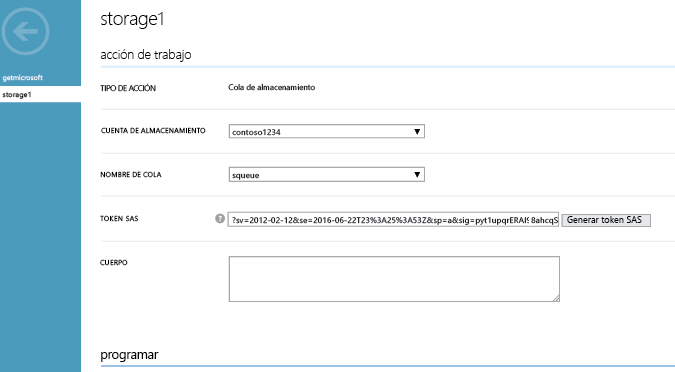 storage1
acción de trabajo
getmicrosoft
storage1
TIPO DE ACCIÓN Cola de almacenamiento
CUENTA DE ALMACENAMIENTO contoso1234
NOMBRE DE COLA squeue
TOKEN SAS ? ?sv=2012-02-12&se=2016-06-22T23%3A25%3A53Z&sp=a&sig=pyt1upqrERAI Generar token SAS
CUERPO
programar